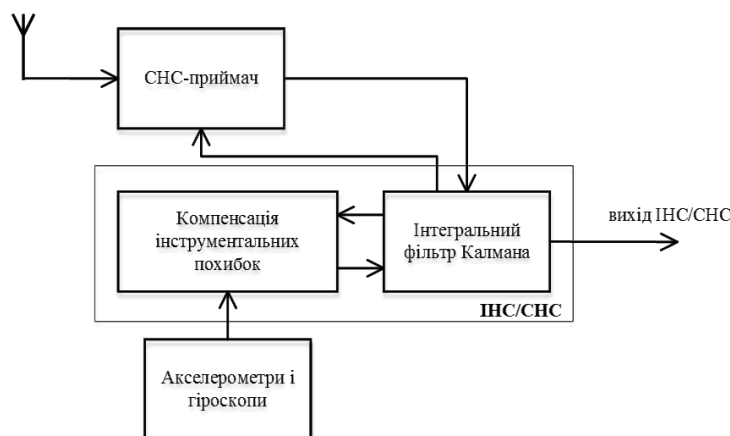 СНС-приймач
Компенсація
інструментальних
похибок
Інтегральний
фільтр Калмана
вихід ІНС/СНС
ІНС/СНС
Акселерометри і
гіроскопи